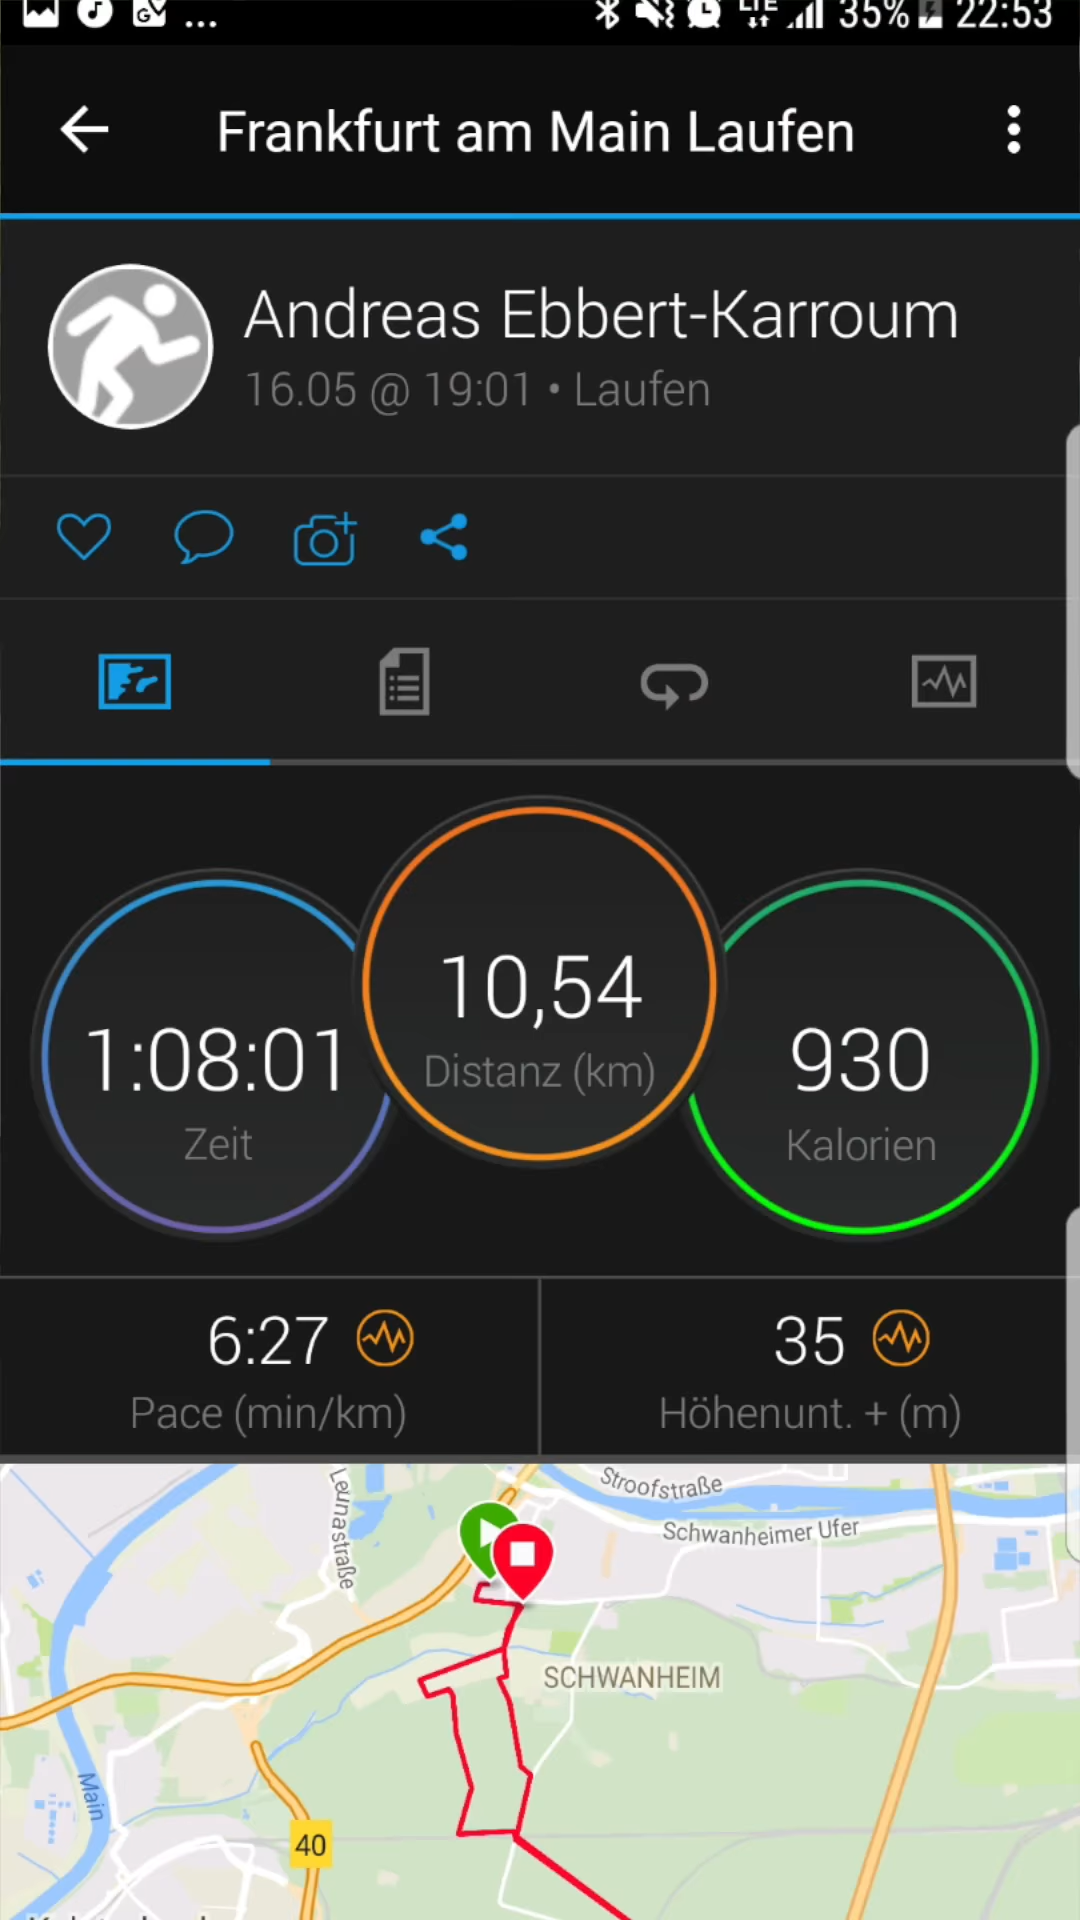 ... LTE 35% 22:53
Frankfurt am Main Laufen
Andreas Ebbert-Karroum
16.05 @ 19:01 • Laufen
10,54
Distanz (km)
1:08:01
Zeit
930
Kalorien
6:27
Pace (min/km)
35
Höhenunt. + (m)
Leunastraße
Stroofstraße
Schwanheimer Ufer
SCHWANHEIM
Main
40